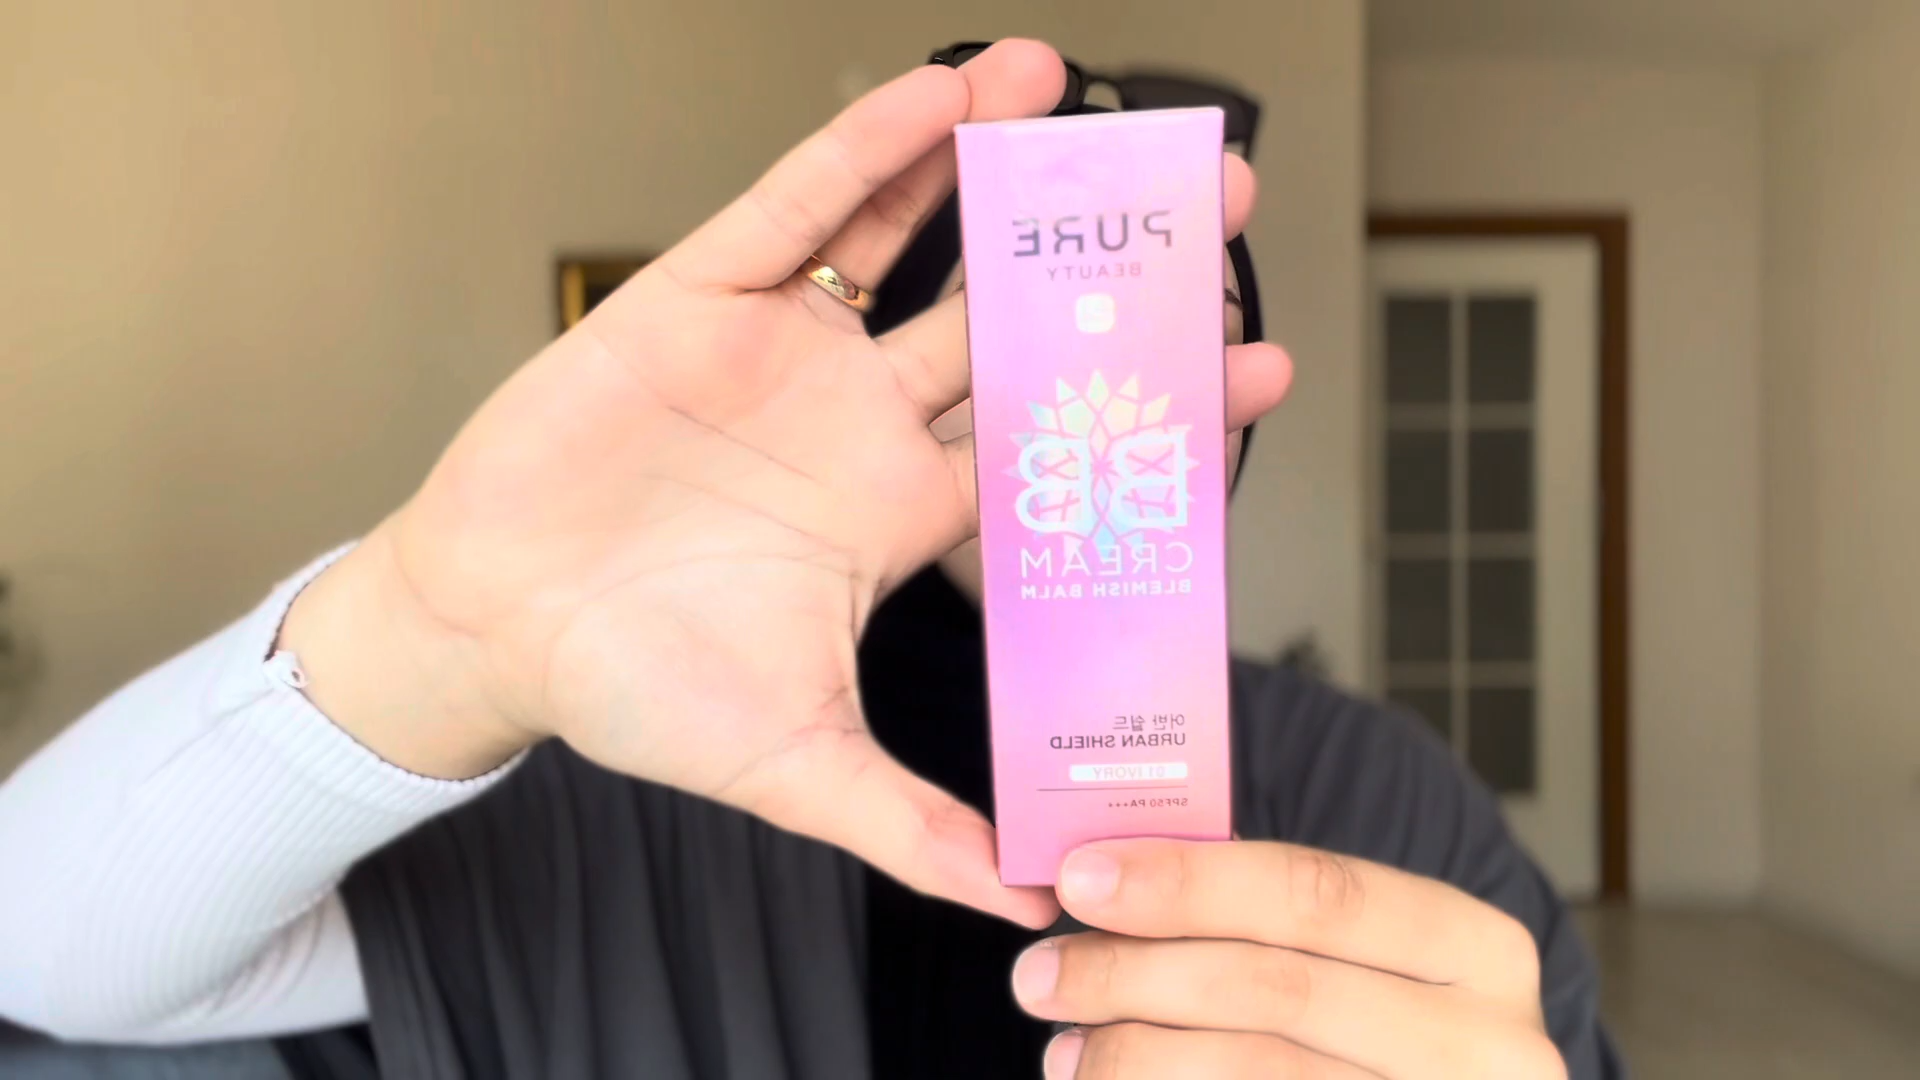 PURE
BEAUTY
BB
CREAM
BLEMISH BALM
어반 쉴드
URBAN SHIELD
01 IVORY
SPF50 PA+++